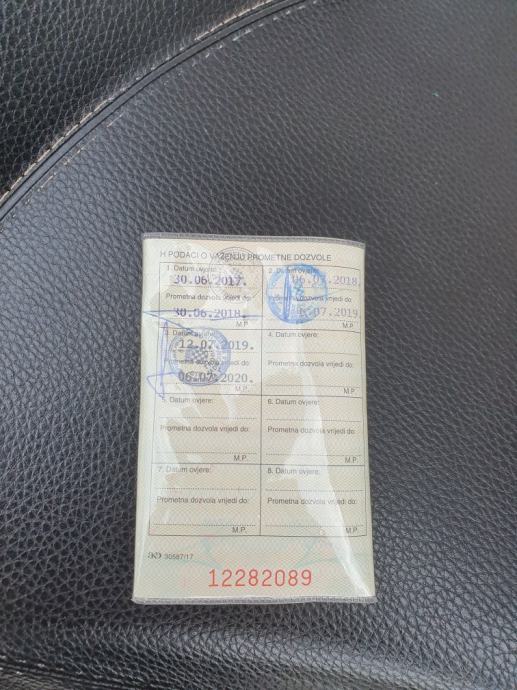 H PODACI O VAŽENJU PROMETNE DOZVOLE
1. Datum ovjere:
30.06.2017.
Prometna dozvola vrijedi do:
30.06.2018.
M.P.
2. Datum ovjere:
06.07.2018.
Prometna dozvola vrijedi do:
07.2019.
M.P.
3. Datum ovjere:
12.07.2019.
Prometna dozvola vrijedi do:
06.07.2020.
M.P.
4. Datum ovjere:
Prometna dozvola vrijedi do:
M.P.
5. Datum ovjere:
Prometna dozvola vrijedi do:
M.P.
6. Datum ovjere:
Prometna dozvola vrijedi do:
M.P.
7. Datum ovjere:
Prometna dozvola vrijedi do:
M.P.
8. Datum ovjere:
Prometna dozvola vrijedi do:
M.P.
30587/17
12282089